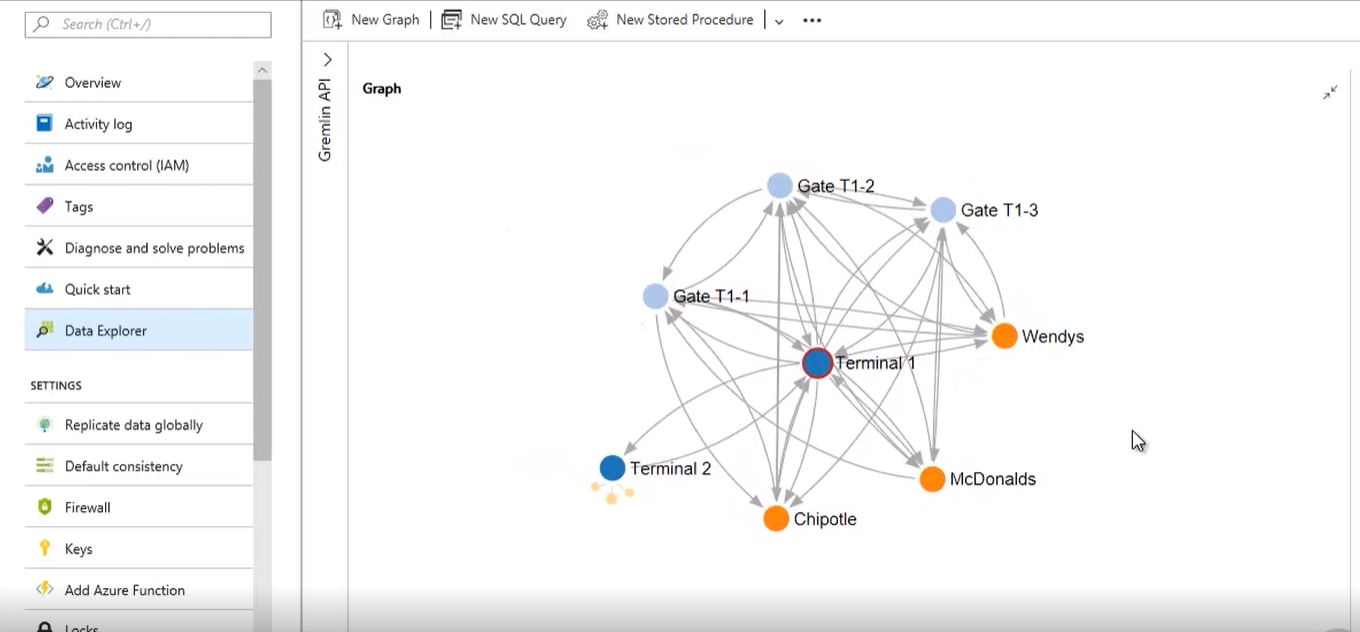 Search (Ctrl+/)
Overview
Activity log
Access control (IAM)
Tags
Diagnose and solve problems
Quick start
Data Explorer
SETTINGS
Replicate data globally
Default consistency
Firewall
Keys
Add Azure Function
Locks
New Graph
New SQL Query
New Stored Procedure
Gremlin API
Graph
Gate T1-2
Gate T1-3
Gate T1-1
Wendys
Terminal 1
Terminal 2
McDonalds
Chipotle